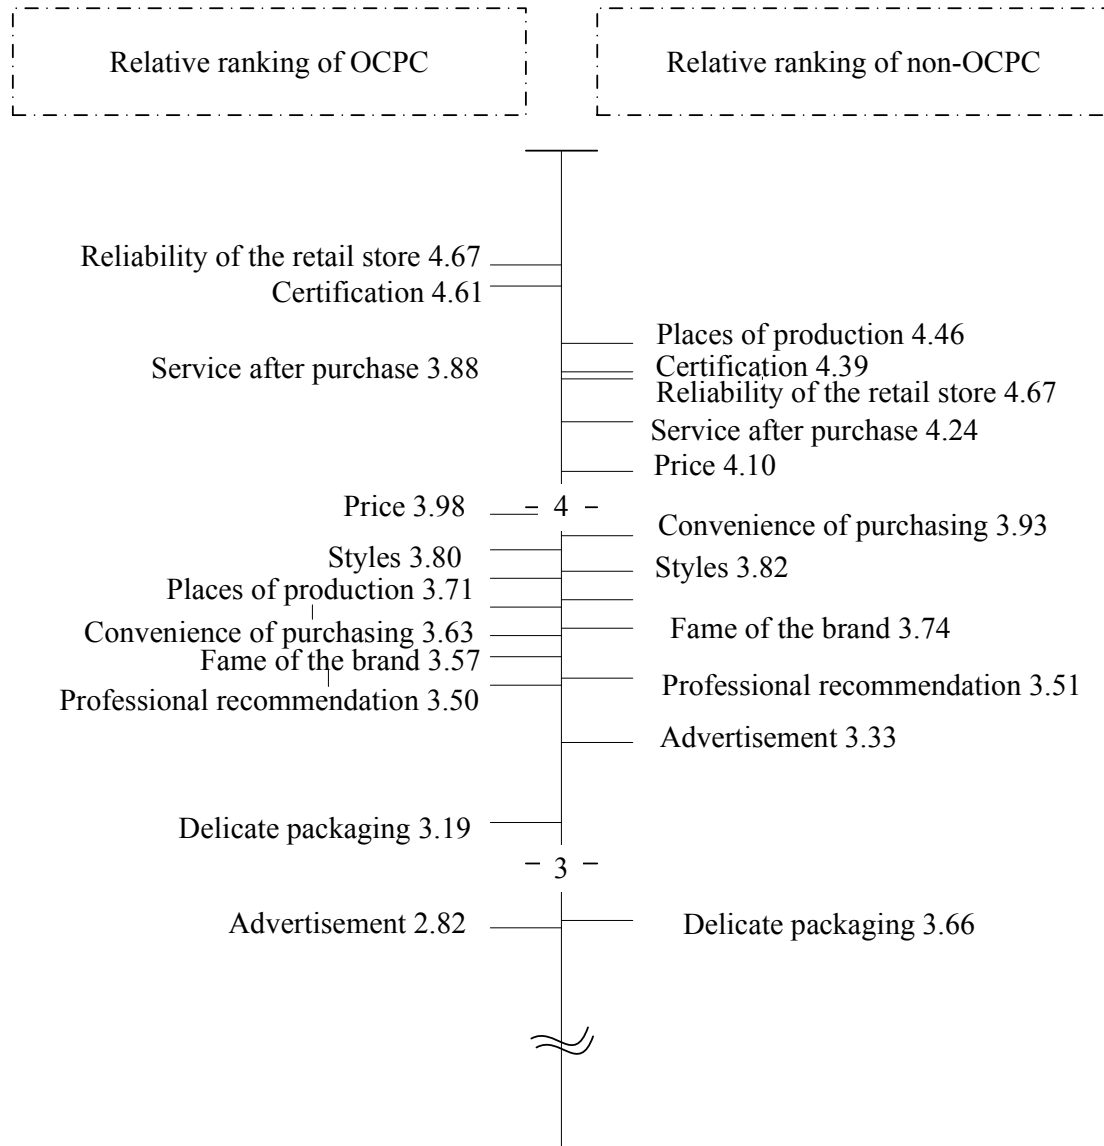 Relative ranking of OCPC
Relative ranking of non-OCPC
Reliability of the retail store 4.67
Certification 4.61
Service after purchase 3.88
Price 3.98
Styles 3.80
Places of production 3.71
Convenience of purchasing 3.63
Fame of the brand 3.57
Professional recommendation 3.50
Delicate packaging 3.19
Advertisement 2.82
4
3
Places of production 4.46
Certification 4.39
Reliability of the retail store 4.67
Service after purchase 4.24
Price 4.10
Convenience of purchasing 3.93
Styles 3.82
Fame of the brand 3.74
Professional recommendation 3.51
Advertisement 3.33
Delicate packaging 3.66